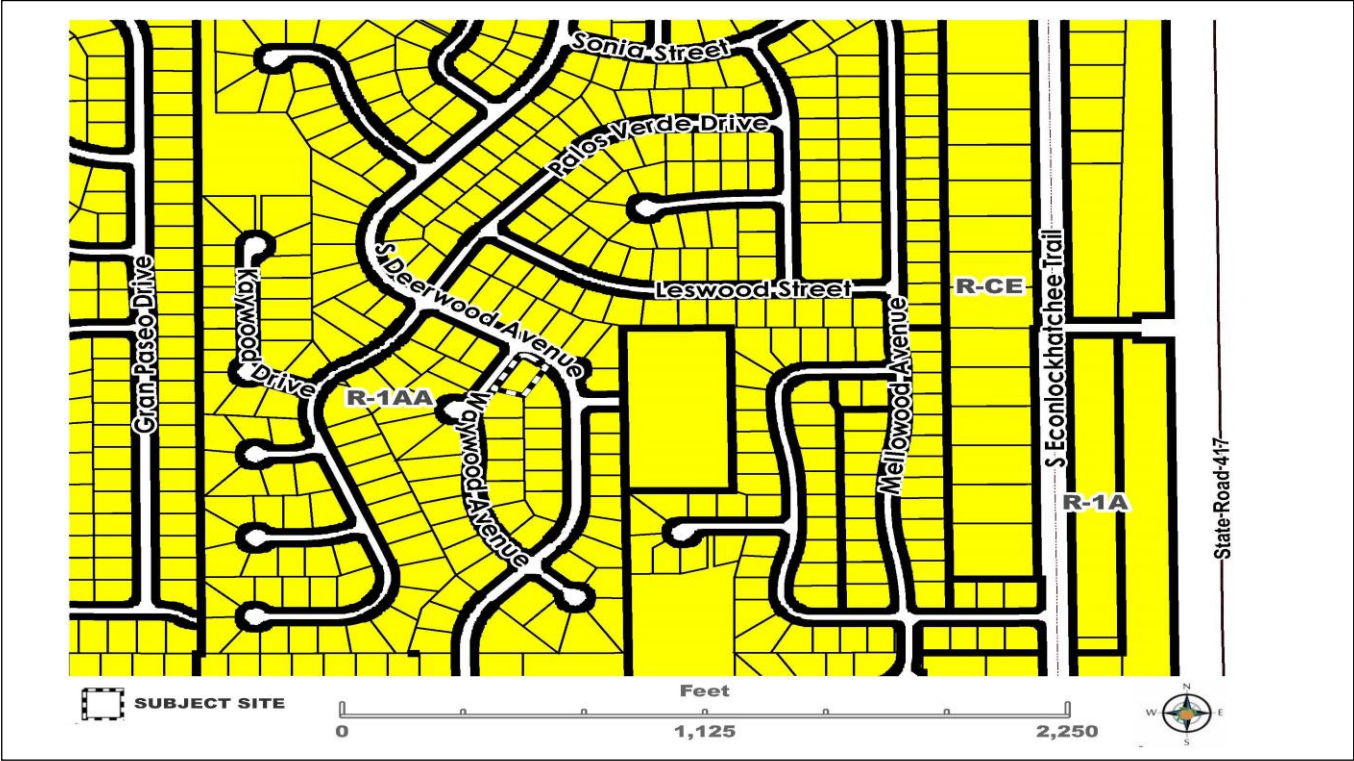 Sonia Street
Palos Verde Drive
S Deerwood Avenue
Kaywood Drive
Gran Paseo Drive
Leswood Street
R-CE
S Econlockhatchee Trail
Mellowood Avenue
R-1AA
Waywood Avenue
R-1A
State-Road-417
SUBJECT SITE
Feet
0 1,125 2,250
N
W E
S